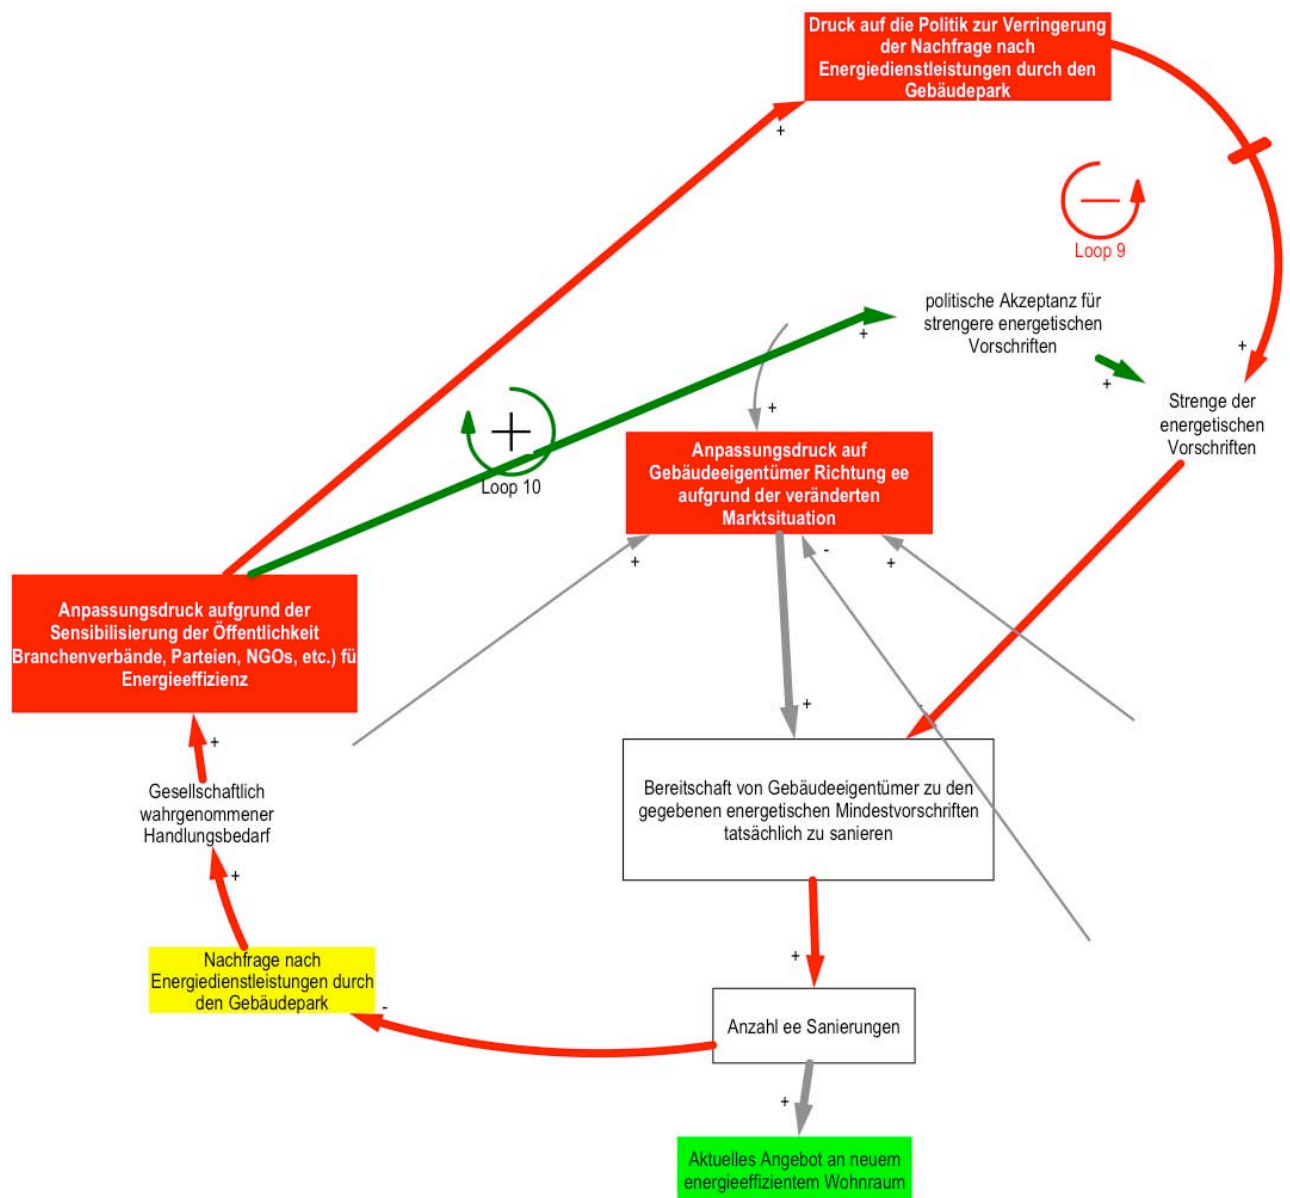 Druck auf die Politik zur Verringerung
der Nachfrage nach
Energiedienstleistungen durch den
Gebäudepark
+
Loop 9
politische Akzeptanz für
strengere energetischen
Vorschriften
+
+
+
Strenge der
energetischen
Vorschriften
+
Loop 10
+
Anpassungsdruck auf
Gebäudeeigentümer Richtung ee
aufgrund der veränderten
Marktsituation
+
-
+
Anpassungsdruck aufgrund der
Sensibilisierung der Öffentlichkeit
Branchenverbände, Parteien, NGOs, etc.) fü
Energieeffizienz
+
-
+
Gesellschaftlich
wahrgenommener
Handlungsbedarf
+
Bereitschaft von Gebäudeeigentümer zu den
gegebenen energetischen Mindestvorschriften
tatsächlich zu sanieren
+
Nachfrage nach
Energiedienstleistungen durch
den Gebäudepark
-
Anzahl ee Sanierungen
+
Aktuelles Angebot an neuem
energieeffizientem Wohnraum